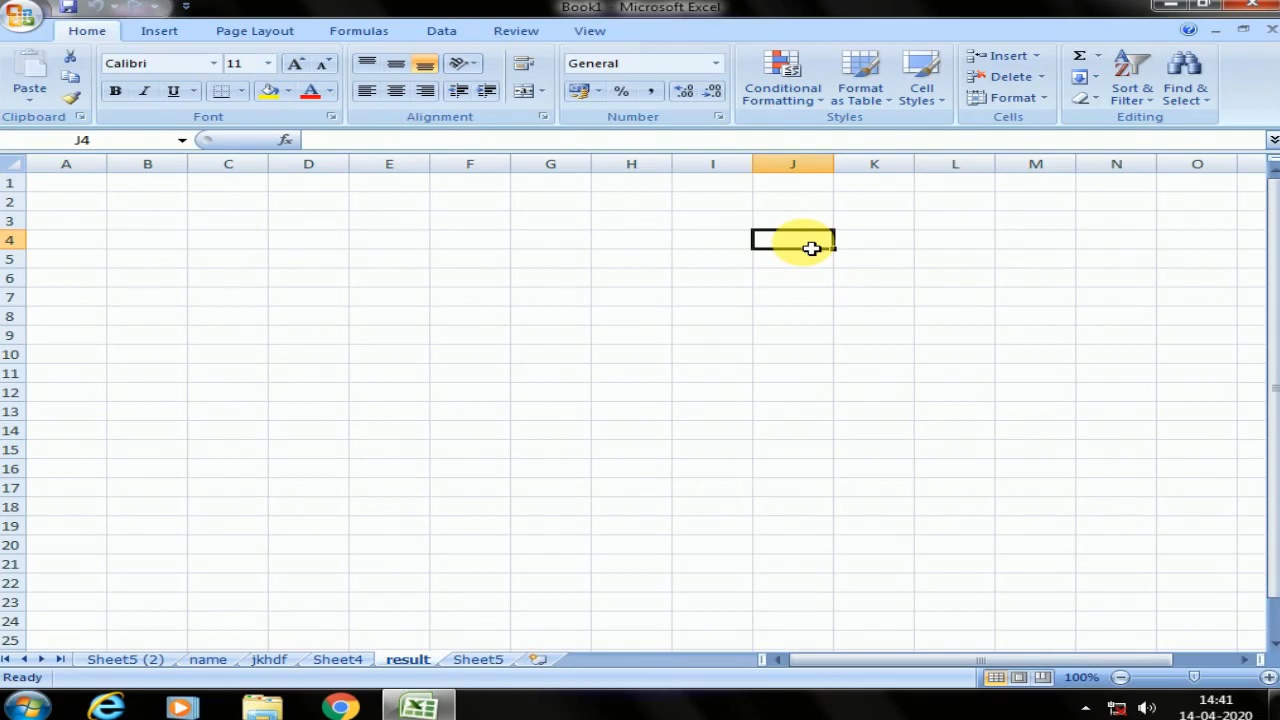 Book1 - Microsoft Excel
Home Insert Page Layout Formulas Data Review View
Paste
Clipboard
Calibri 11
B I U
Font
Alignment
General
% ,
Number
Conditional Formatting
Format as Table
Cell Styles
Styles
Insert
Delete
Format
Cells
Σ
Sort & Filter
Find & Select
Editing
J4 fx
A B C D E F G H I J K L M N O
1
2
3
4
5
6
7
8
9
10
11
12
13
14
15
16
17
18
19
20
21
22
23
24
25
Sheet5 (2) name jkhdf Sheet4 result Sheet5
Ready 100%
14:41
14-04-2020